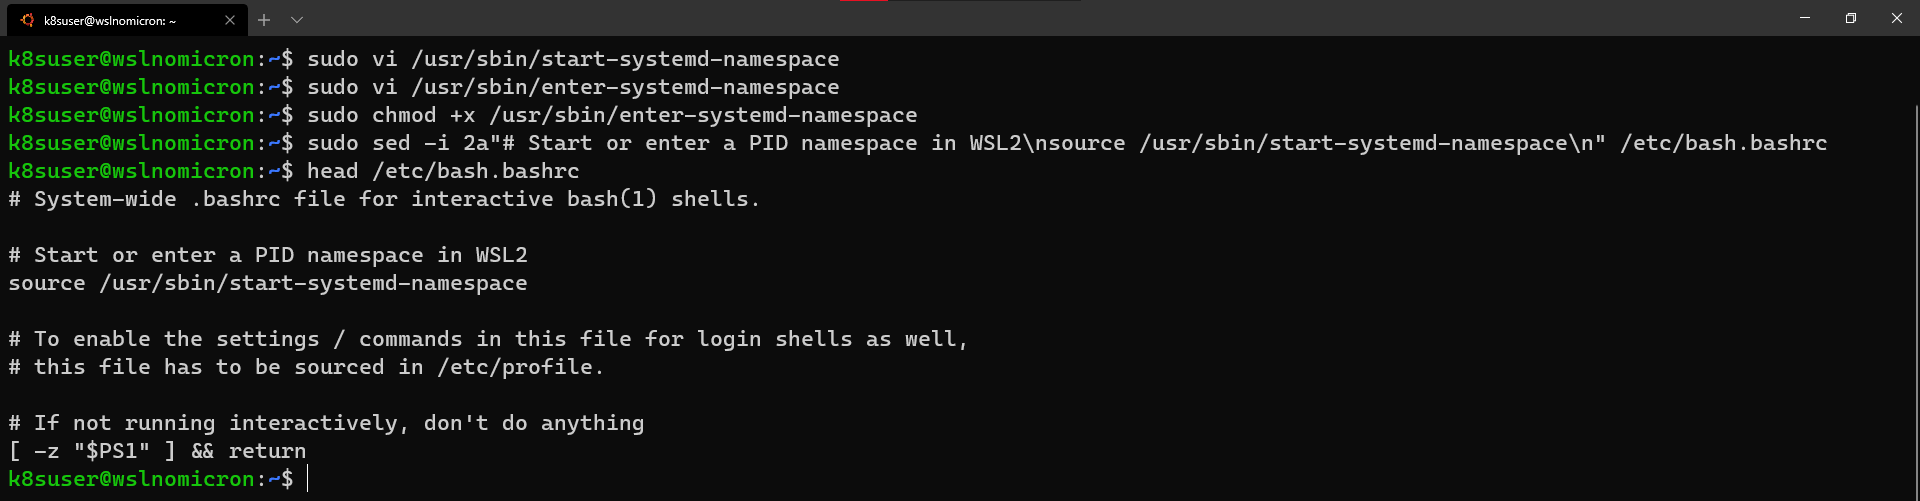 k8suser@wslnomicron: ~
k8suser@wslnomicron:~$ sudo vi /usr/sbin/start-systemd-namespace
k8suser@wslnomicron:~$ sudo vi /usr/sbin/enter-systemd-namespace
k8suser@wslnomicron:~$ sudo chmod +x /usr/sbin/enter-systemd-namespace
k8suser@wslnomicron:~$ sudo sed -i 2a"# Start or enter a PID namespace in WSL2\nsource /usr/sbin/start-systemd-namespace\n" /etc/bash.bashrc
k8suser@wslnomicron:~$ head /etc/bash.bashrc
# System-wide .bashrc file for interactive bash(1) shells.

# Start or enter a PID namespace in WSL2
source /usr/sbin/start-systemd-namespace

# To enable the settings / commands in this file for login shells as well,
# this file has to be sourced in /etc/profile.

# If not running interactively, don't do anything
[ -z "$PS1" ] && return
k8suser@wslnomicron:~$